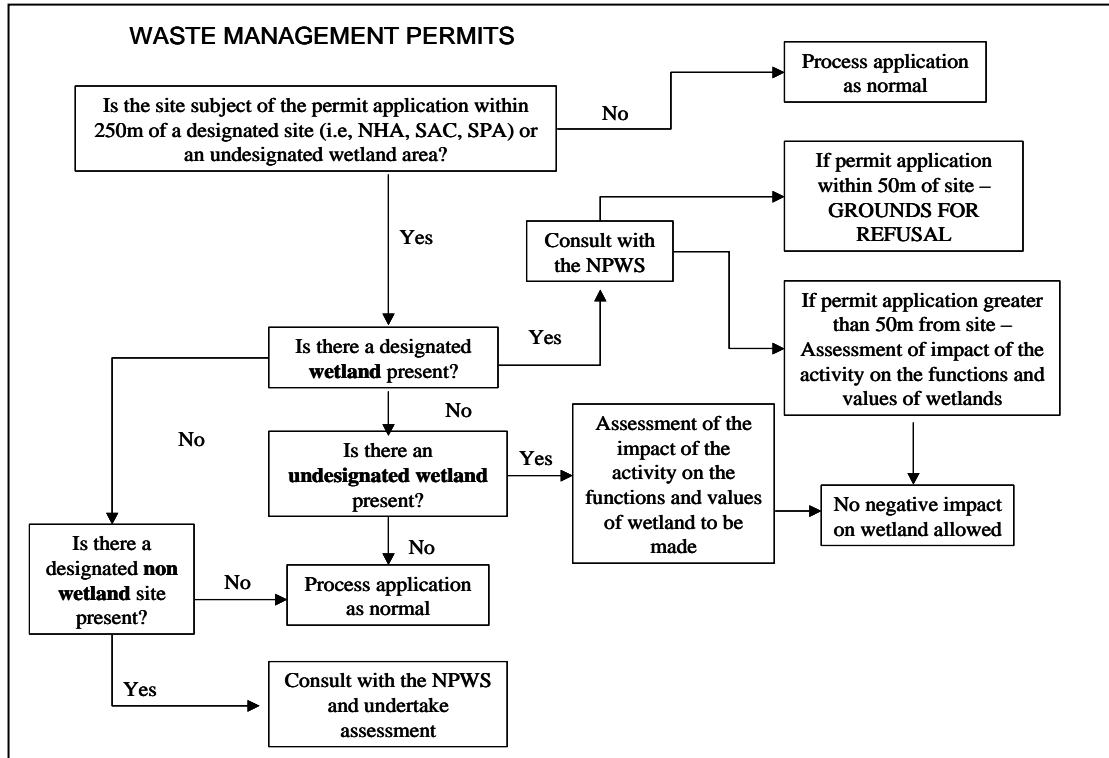 WASTE MANAGEMENT PERMITS
Process application
as normal
Is the site subject of the permit application within
250m of a designated site (i.e, NHA, SAC, SPA) or
an undesignated wetland area?
No
If permit application
within 50m of site –
GROUNDS FOR
REFUSAL
Yes
Consult with
the NPWS
If permit application greater
than 50m from site –
Assessment of impact of the
activity on the functions and
values of wetlands
Is there a designated
wetland present?
Yes
No
No
Is there an
undesignated wetland
present?
Yes
Assessment of the
impact of the
activity on the
functions and values
of wetland to be
made
No negative impact
on wetland allowed
No
Is there a
designated non
wetland site
present?
No
Process application
as normal
Yes
Consult with the NPWS
and undertake
assessment